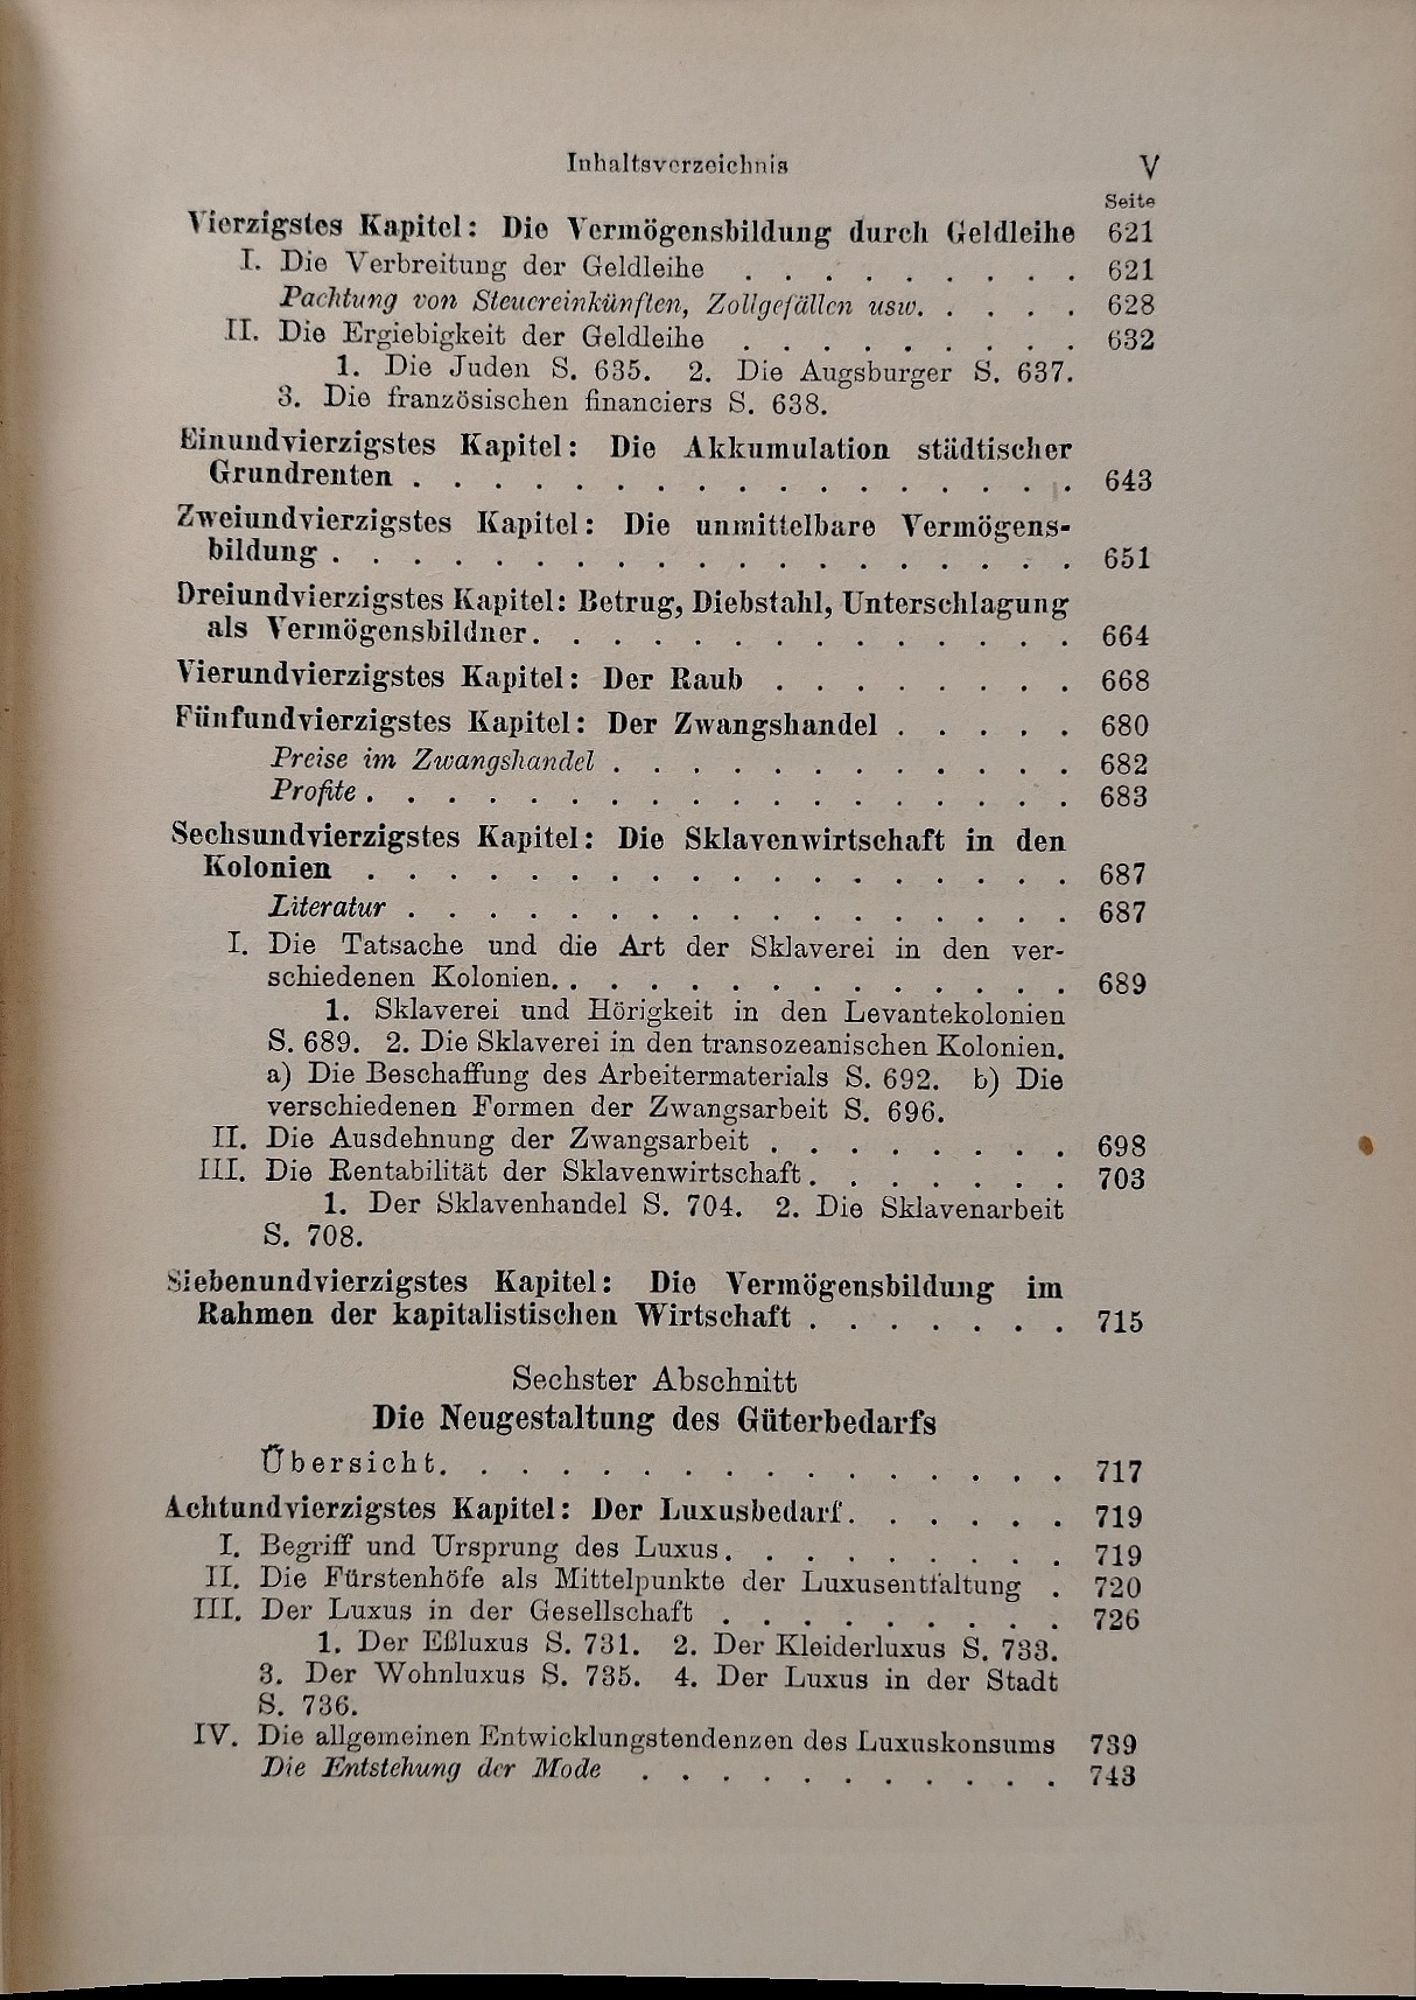 Inhaltsverzeichnis V
Seite
Vierzigstes Kapitel: Die Vermögensbildung durch Geldleihe 621
I. Die Verbreitung der Geldleihe . . . . . . . . . 621
Pachtung von Steuereinkünften, Zollgefällen usw. . . . . 628
II. Die Ergiebigkeit der Geldleihe . . . . . . . . . 632
1. Die Juden S. 635. 2. Die Augsburger S. 637.
3. Die französischen financiers S. 638.
Einundvierzigstes Kapitel: Die Akkumulation städtischer
Grundrenten . . . . . . . . . . . . . . . . . 643
Zweiundvierzigstes Kapitel: Die unmittelbare Vermögens-
bildung . . . . . . . . . . . . . . . . . . . 651
Dreiundvierzigstes Kapitel: Betrug, Diebstahl, Unterschlagung
als Vermögensbildner. . . . . . . . . . . . . . 664
Vierundvierzigstes Kapitel: Der Raub . . . . . . . . 668
Fünfundvierzigstes Kapitel: Der Zwangshandel . . . . . 680
Preise im Zwangshandel . . . . . . . . . . . . 682
Profite . . . . . . . . . . . . . . . . . . 683
Sechsundvierzigstes Kapitel: Die Sklavenwirtschaft in den
Kolonien . . . . . . . . . . . . . . . . . . 687
Literatur . . . . . . . . . . . . . . . . . 687
I. Die Tatsache und die Art der Sklaverei in den ver-
schiedenen Kolonien. . . . . . . . . . . . . . 689
1. Sklaverei und Hörigkeit in den Levantekolonien
S. 689. 2. Die Sklaverei in den transozeanischen Kolonien.
a) Die Beschaffung des Arbeitermaterials S. 692. b) Die
verschiedenen Formen der Zwangsarbeit S. 696.
II. Die Ausdehnung der Zwangsarbeit . . . . . . . . 698
III. Die Rentabilität der Sklavenwirtschaft . . . . . . . 703
1. Der Sklavenhandel S. 704. 2. Die Sklavenarbeit
S. 708.
Siebenundvierzigstes Kapitel: Die Vermögensbildung im
Rahmen der kapitalistischen Wirtschaft . . . . . . . 715
Sechster Abschnitt
Die Neugestaltung des Güterbedarfs
Übersicht. . . . . . . . . . . . . . . . . 717
Achtundvierzigstes Kapitel: Der Luxusbedarf. . . . . . 719
I. Begriff und Ursprung des Luxus. . . . . . . . . 719
II. Die Fürstenhöfe als Mittelpunkte der Luxusentfaltung . 720
III. Der Luxus in der Gesellschaft . . . . . . . . . 726
1. Der Eßluxus S. 731. 2. Der Kleiderluxus S. 733.
3. Der Wohnluxus S. 735. 4. Der Luxus in der Stadt
S. 736.
IV. Die allgemeinen Entwicklungstendenzen des Luxuskonsums 739
Die Entstehung der Mode . . . . . . . . . . . 743